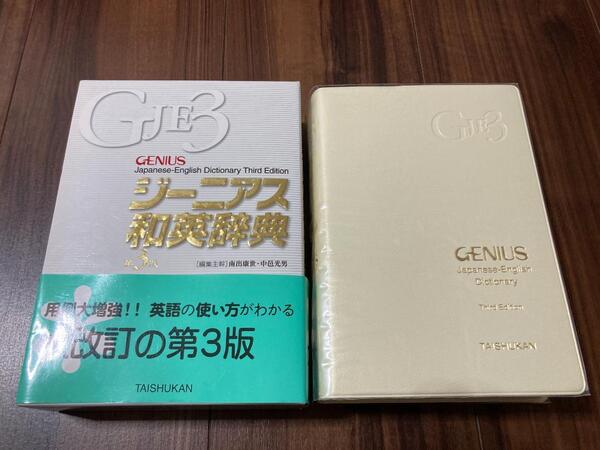 GJE3
GENIUS
Japanese-English Dictionary Third Edition
ジーニアス
和英辞典
第3版
[編集主幹]南出康世・中邑光男
用例大増強!! 英語の使い方がわかる
改訂の第3版
TAISHUKAN
GJE3
GENIUS
Japanese-English
Dictionary
Third Edition
TAISHUKAN